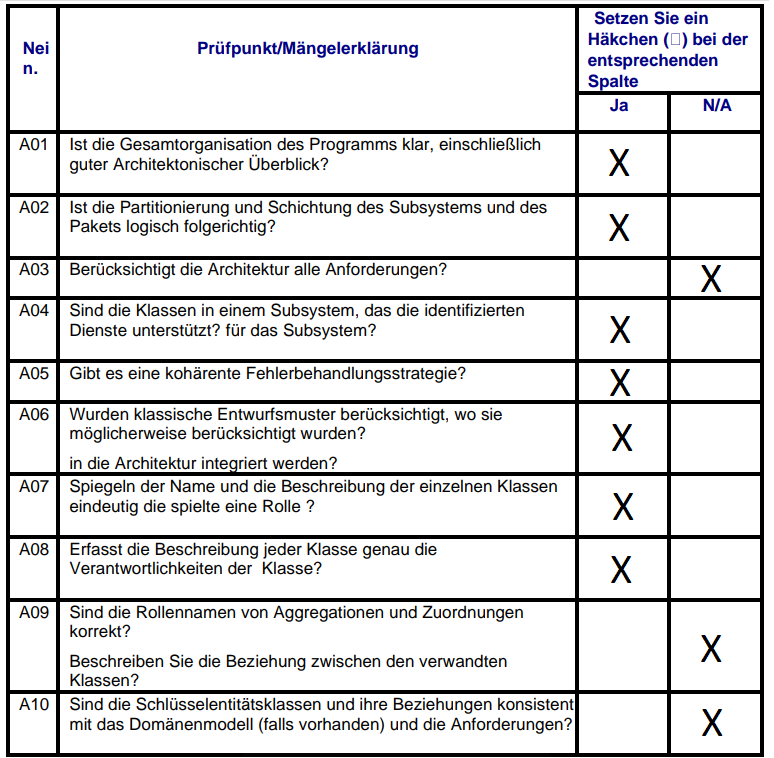 Nei
n.
Prüfpunkt/Mängelerklärung
Setzen Sie ein
Häkchen (□) bei der
entsprechenden
Spalte
Ja
N/A
A01
Ist die Gesamtorganisation des Programms klar, einschließlich
guter Architektonischer Überblick?
X
A02
Ist die Partitionierung und Schichtung des Subsystems und des
Pakets logisch folgerichtig?
X
A03
Berücksichtigt die Architektur alle Anforderungen?
X
A04
Sind die Klassen in einem Subsystem, das die identifizierten
Dienste unterstützt? für das Subsystem?
X
A05
Gibt es eine kohärente Fehlerbehandlungsstrategie?
X
A06
Wurden klassische Entwurfsmuster berücksichtigt, wo sie
möglicherweise berücksichtigt wurden?
in die Architektur integriert werden?
X
A07
Spiegeln der Name und die Beschreibung der einzelnen Klassen
eindeutig die spielte eine Rolle ?
X
A08
Erfasst die Beschreibung jeder Klasse genau die
Verantwortlichkeiten der Klasse?
X
A09
Sind die Rollennamen von Aggregationen und Zuordnungen
korrekt?
Beschreiben Sie die Beziehung zwischen den verwandten
Klassen?
X
A10
Sind die Schlüsselentitätsklassen und ihre Beziehungen konsistent
mit das Domänenmodell (falls vorhanden) und die Anforderungen?
X